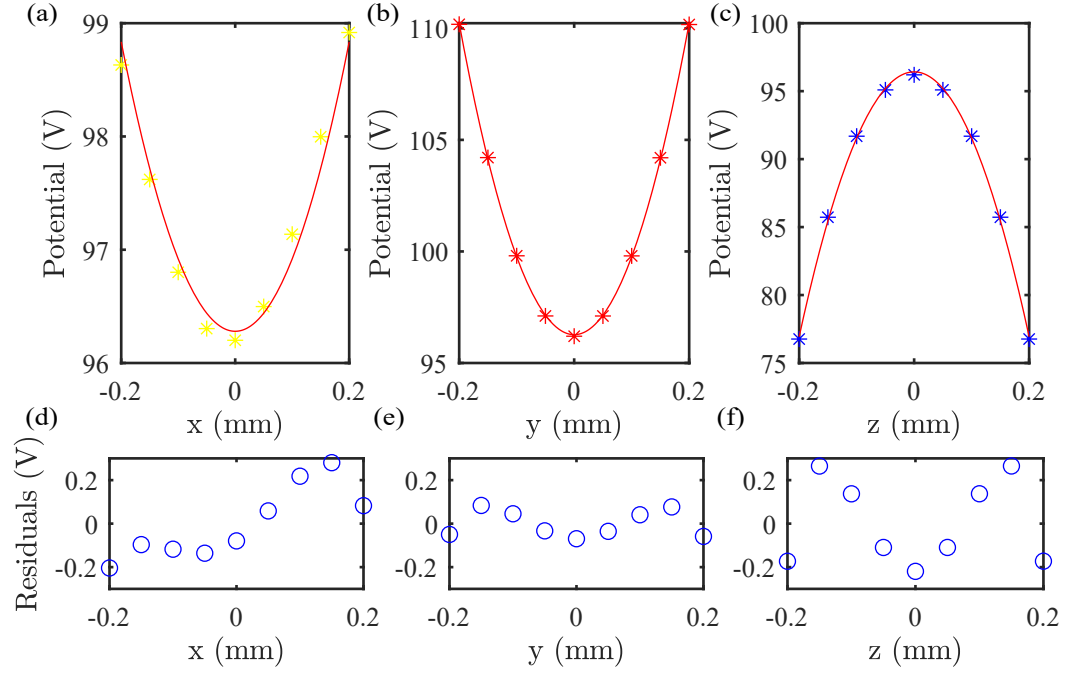 (a)
(b)
(c)
99
98
97
96
Potential (V)
-0.2
0
0.2
x (mm)
110
105
100
95
Potential (V)
-0.2
0
0.2
y (mm)
100
95
90
85
80
75
Potential (V)
-0.2
0
0.2
z (mm)
(d)
(e)
(f)
Residuals (V)
0.2
0
-0.2
-0.2
0
0.2
x (mm)
0.2
0
-0.2
-0.2
0
0.2
y (mm)
0.2
0
-0.2
-0.2
0
0.2
z (mm)